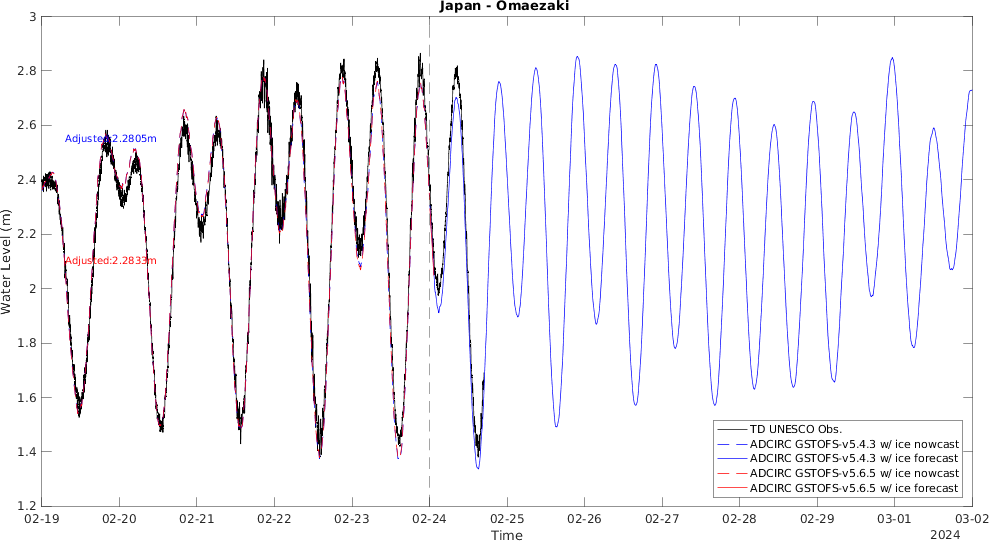 Japan - Omaezaki
Water Level (m)
3
2.8
2.6
2.4
2.2
2
1.8
1.6
1.4
1.2
Adjusted:2.2805m
Adjusted:2.2833m
TD UNESCO Obs.
ADCIRC GSTOFS-v5.4.3 w/ ice nowcast
ADCIRC GSTOFS-v5.4.3 w/ ice forecast
ADCIRC GSTOFS-v5.6.5 w/ ice nowcast
ADCIRC GSTOFS-v5.6.5 w/ ice forecast
02-19 02-20 02-21 02-22 02-23 02-24 02-25 02-26 02-27 02-28 02-29 03-01 03-02
Time
2024